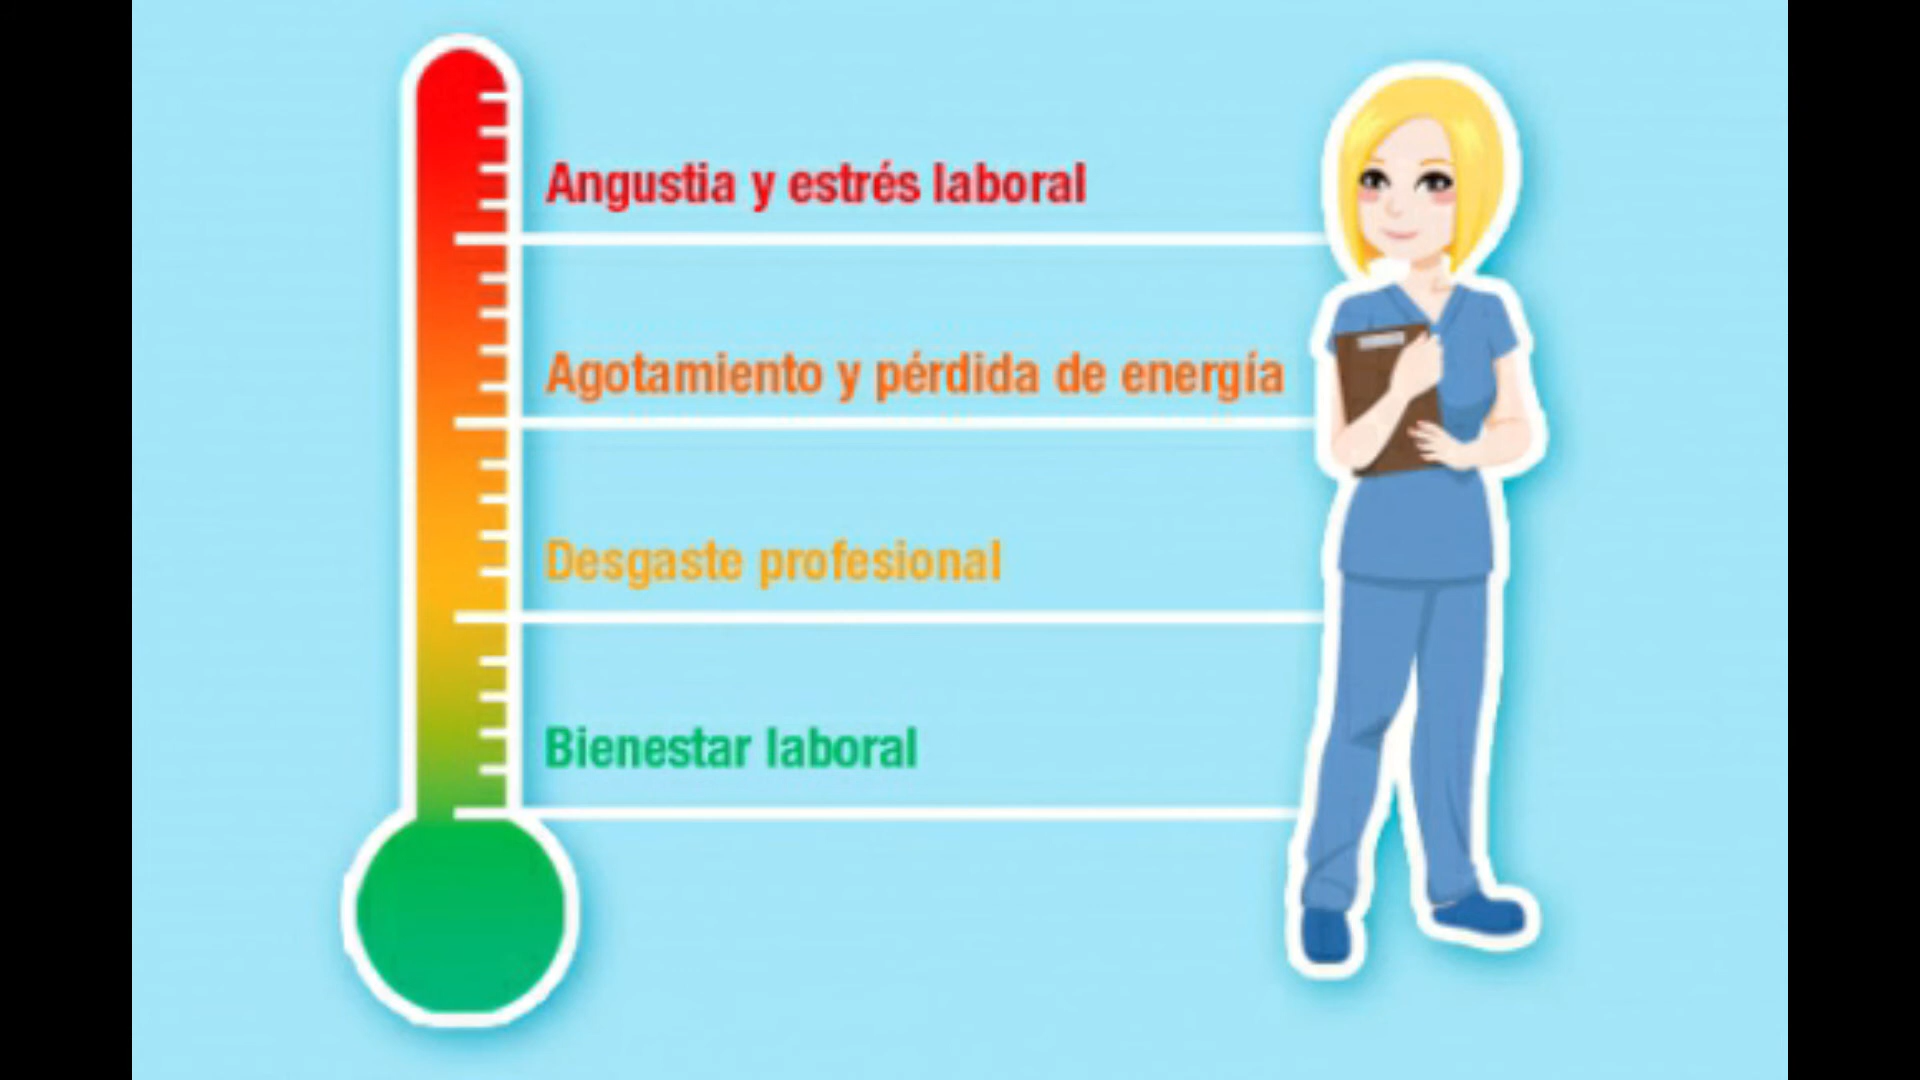 Angustia y estrés laboral
Agotamiento y pérdida de energía
Desgaste profesional
Bienestar laboral